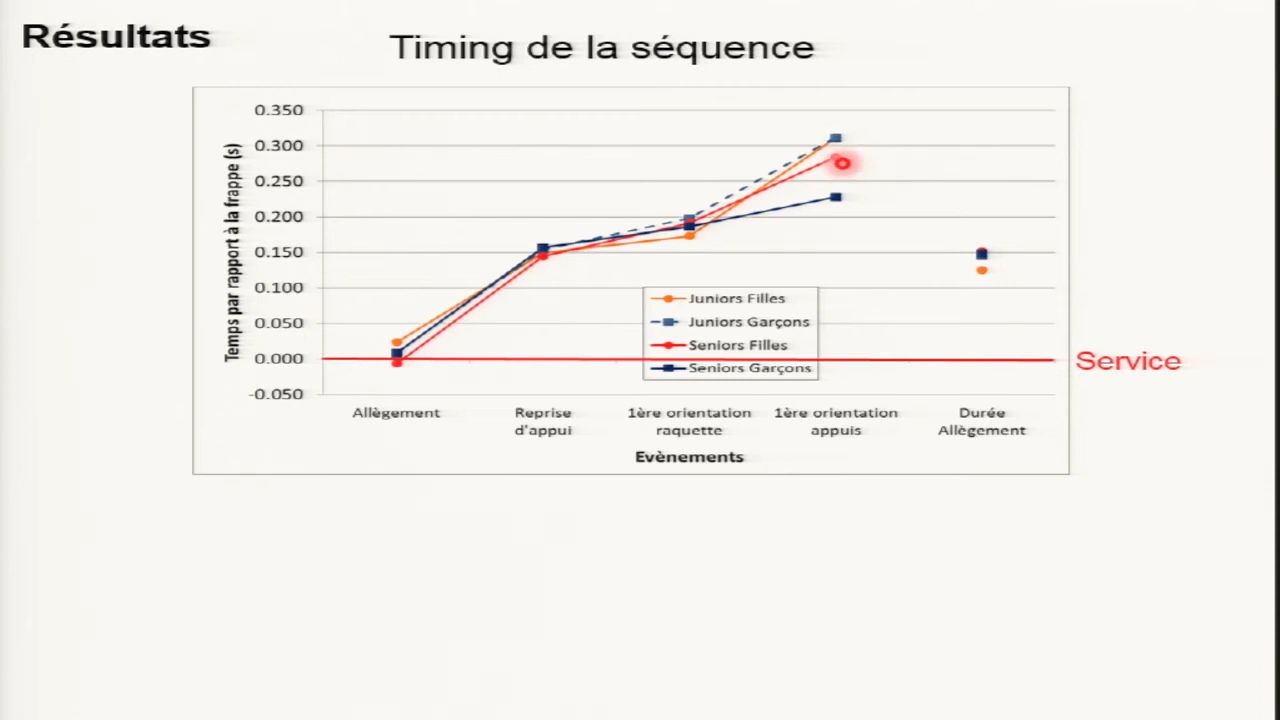 Résultats
Timing de la séquence
Temps par rapport à la frappe (s)
0.350
0.300
0.250
0.200
0.150
0.100
0.050
0.000
-0.050
Juniors Filles
Juniors Garçons
Seniors Filles
Seniors Garçons
Service
Allègement
Reprise
d'appui
1ère orientation
raquette
1ère orientation
appuis
Durée
Allègement
Evènements